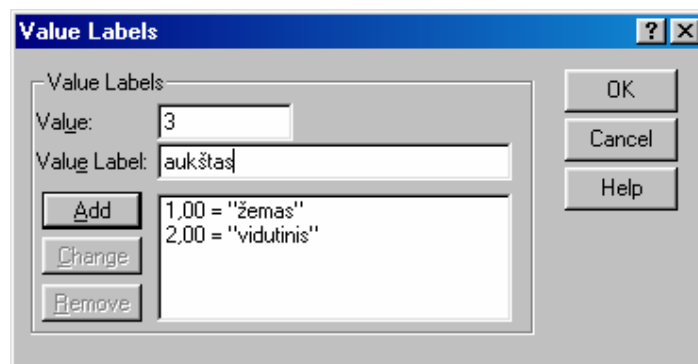 Value Labels
Value Labels
Value: 3
Value Label: aukštas
Add
Change
Remove
1,00 = "žemas"
2,00 = "vidutinis"
OK
Cancel
Help